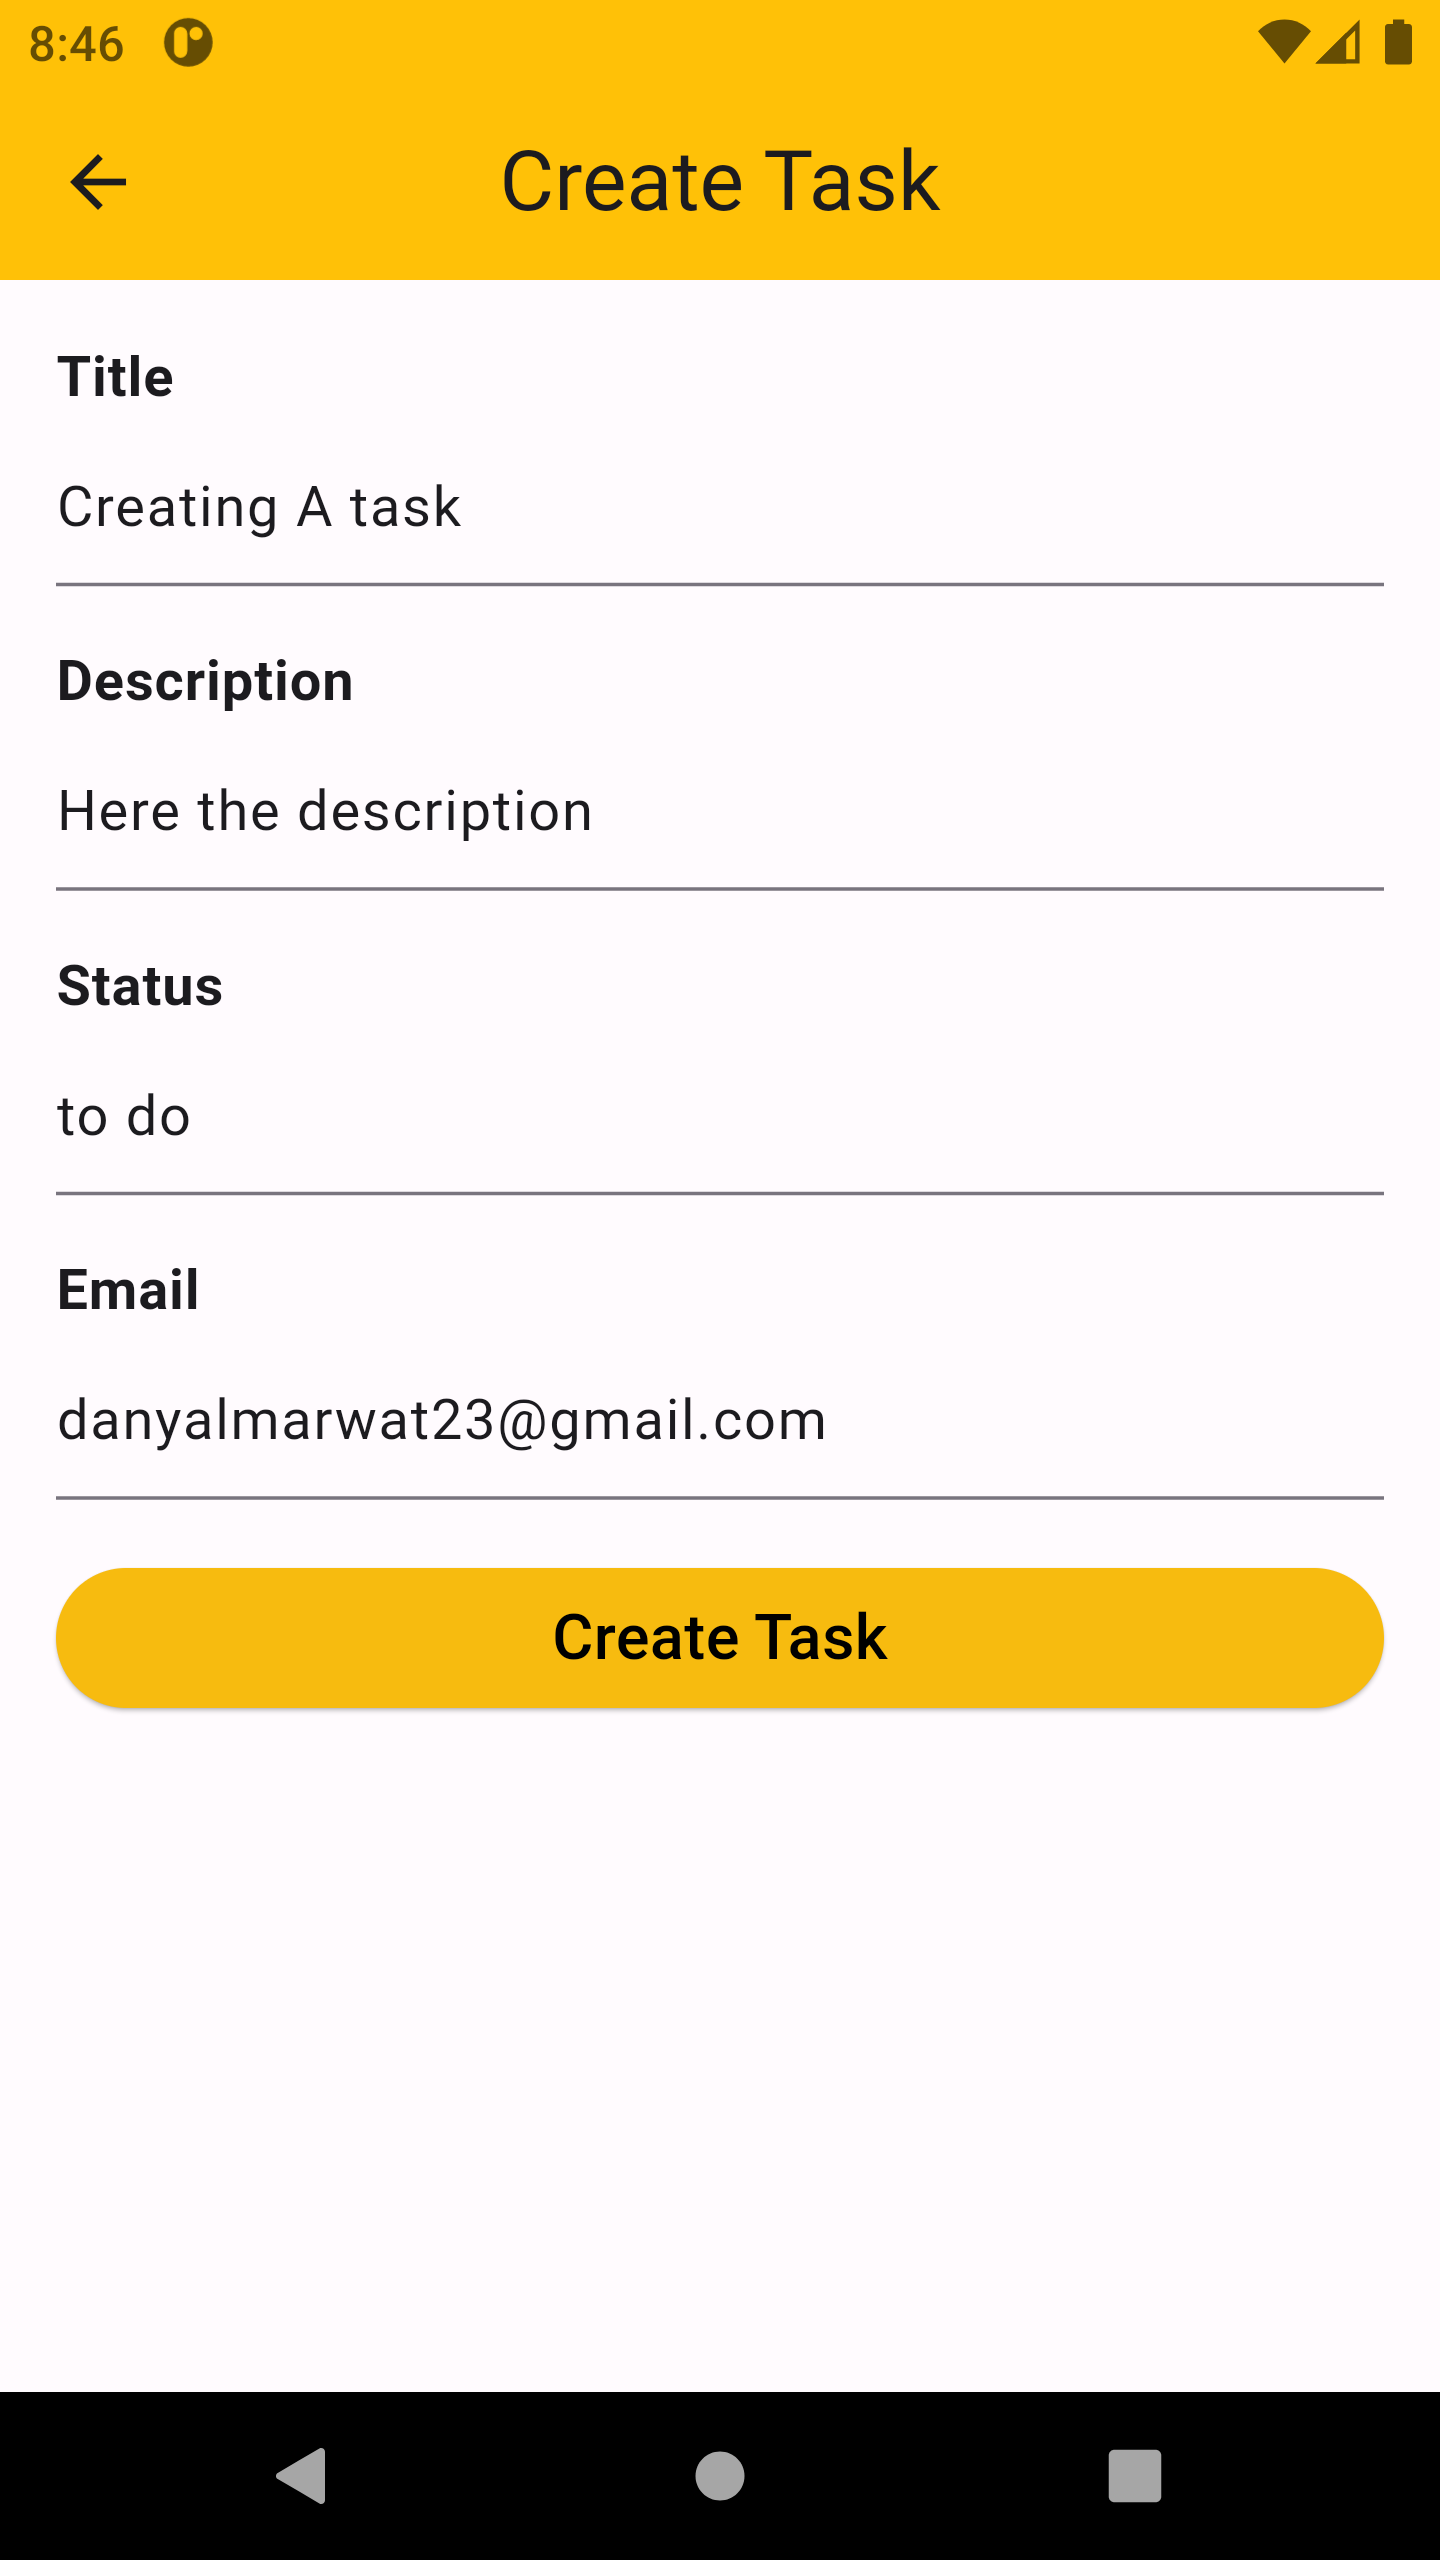 8:46
Create Task
Title
Creating A task
Description
Here the description
Status
to do
Email
danyalmarwat23@gmail.com
Create Task